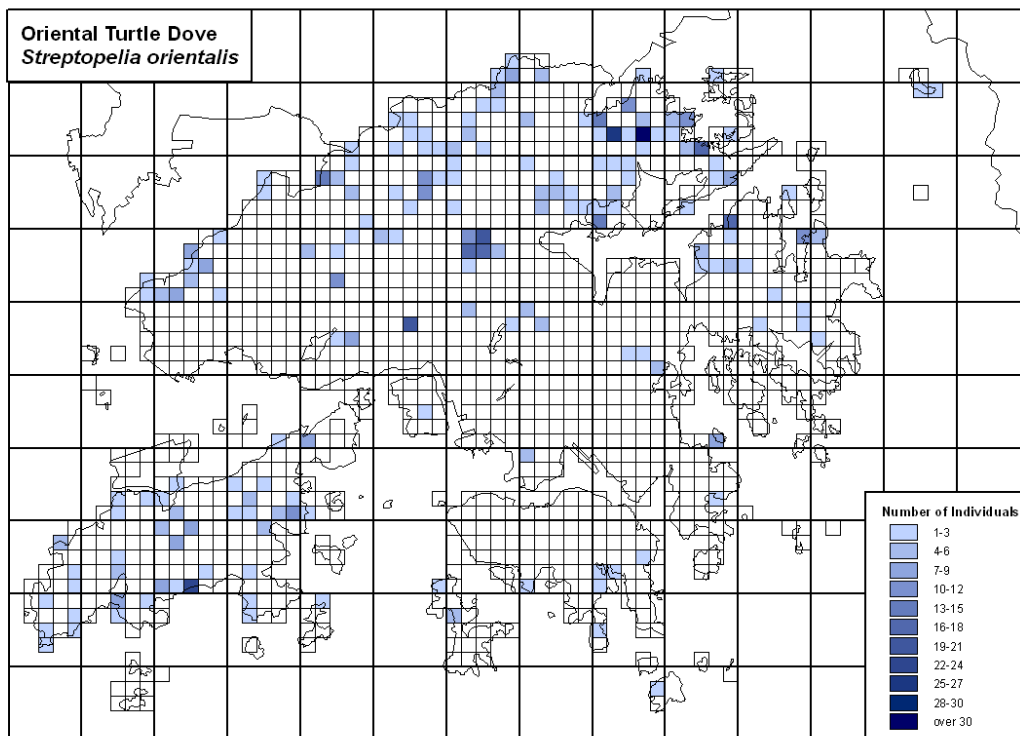 Oriental Turtle Dove
Streptopelia orientalis
Number of Individuals
1-3
4-6
7-9
10-12
13-15
16-18
19-21
22-24
25-27
28-30
over 30